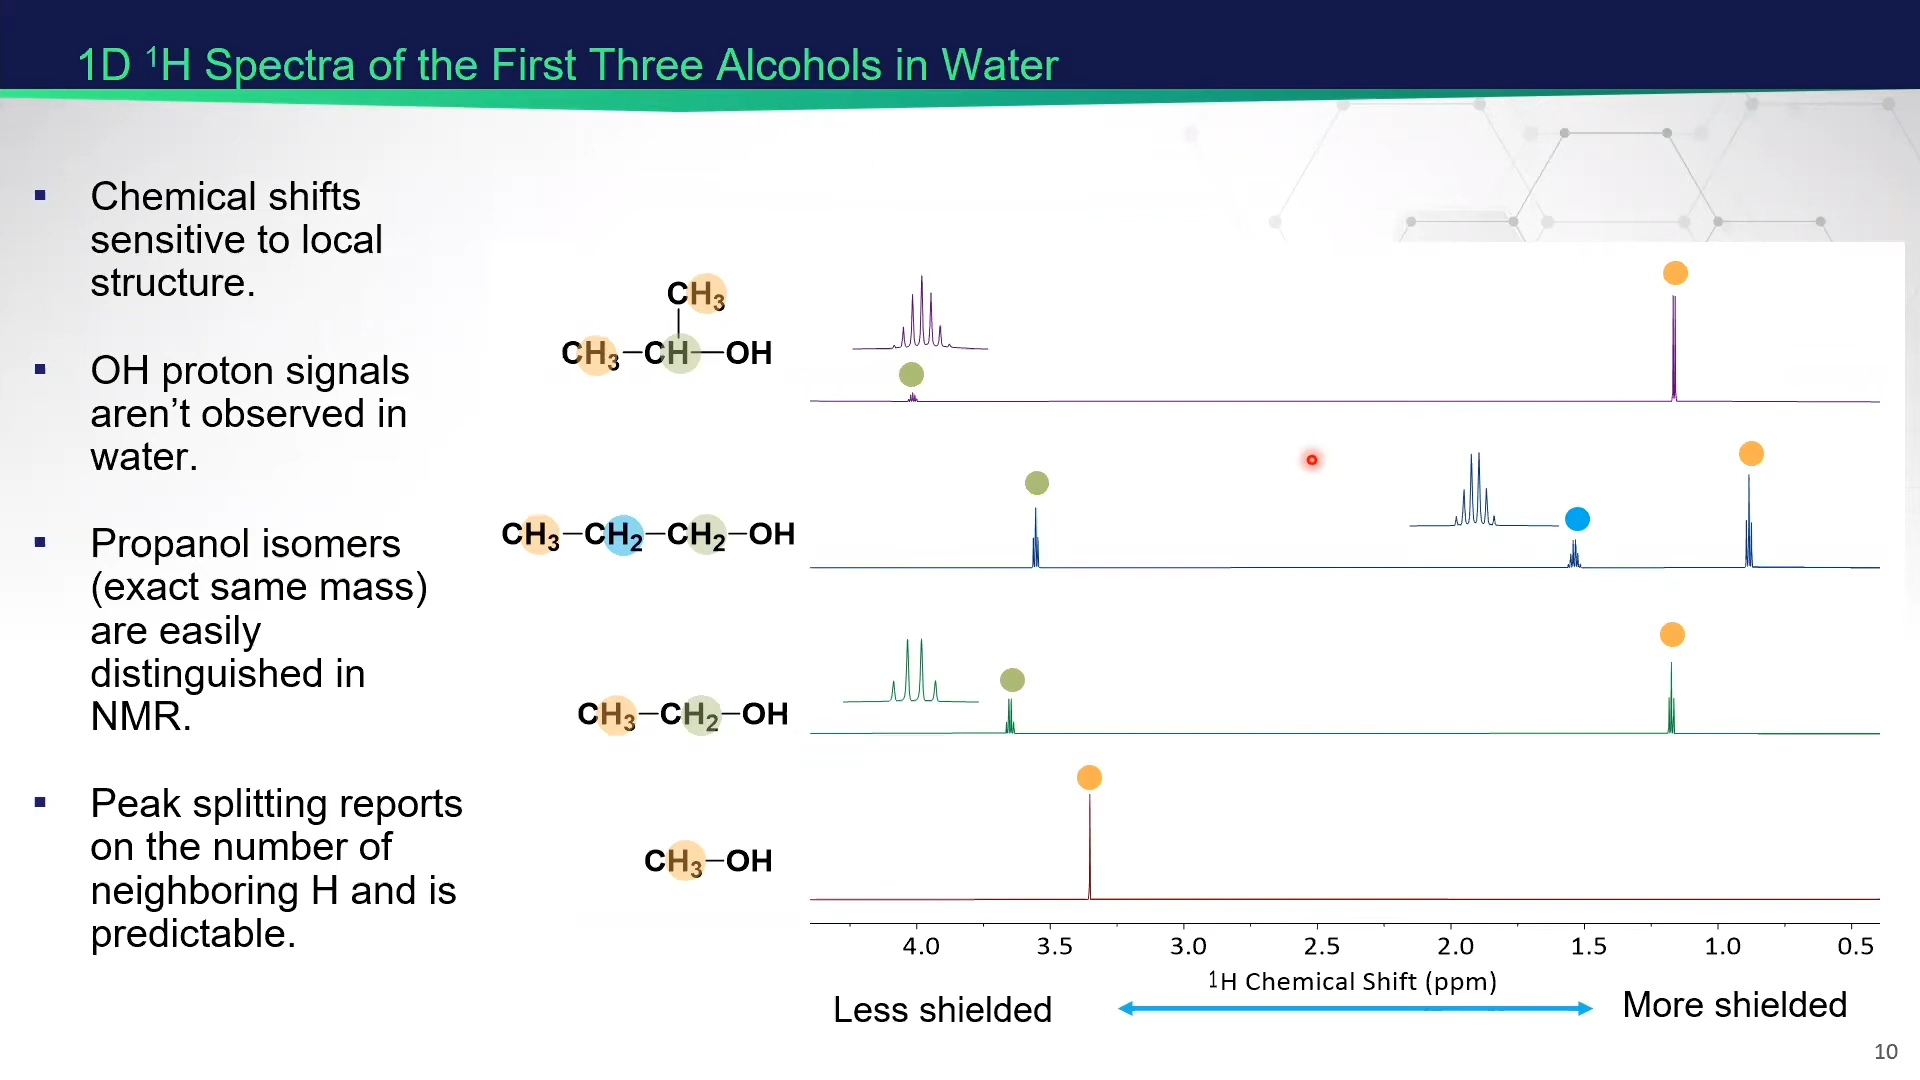 1D ¹H Spectra of the First Three Alcohols in Water
▪ Chemical shifts
sensitive to local
structure.
▪ OH proton signals
aren’t observed in
water.
▪ Propanol isomers
(exact same mass)
are easily
distinguished in
NMR.
▪ Peak splitting reports
on the number of
neighboring H and is
predictable.
CH₃
CH₃–CH–OH
CH₃–CH₂–CH₂–OH
CH₃–CH₂–OH
CH₃–OH
4.0 3.5 3.0 2.5 2.0 1.5 1.0 0.5
¹H Chemical Shift (ppm)
Less shielded More shielded
10